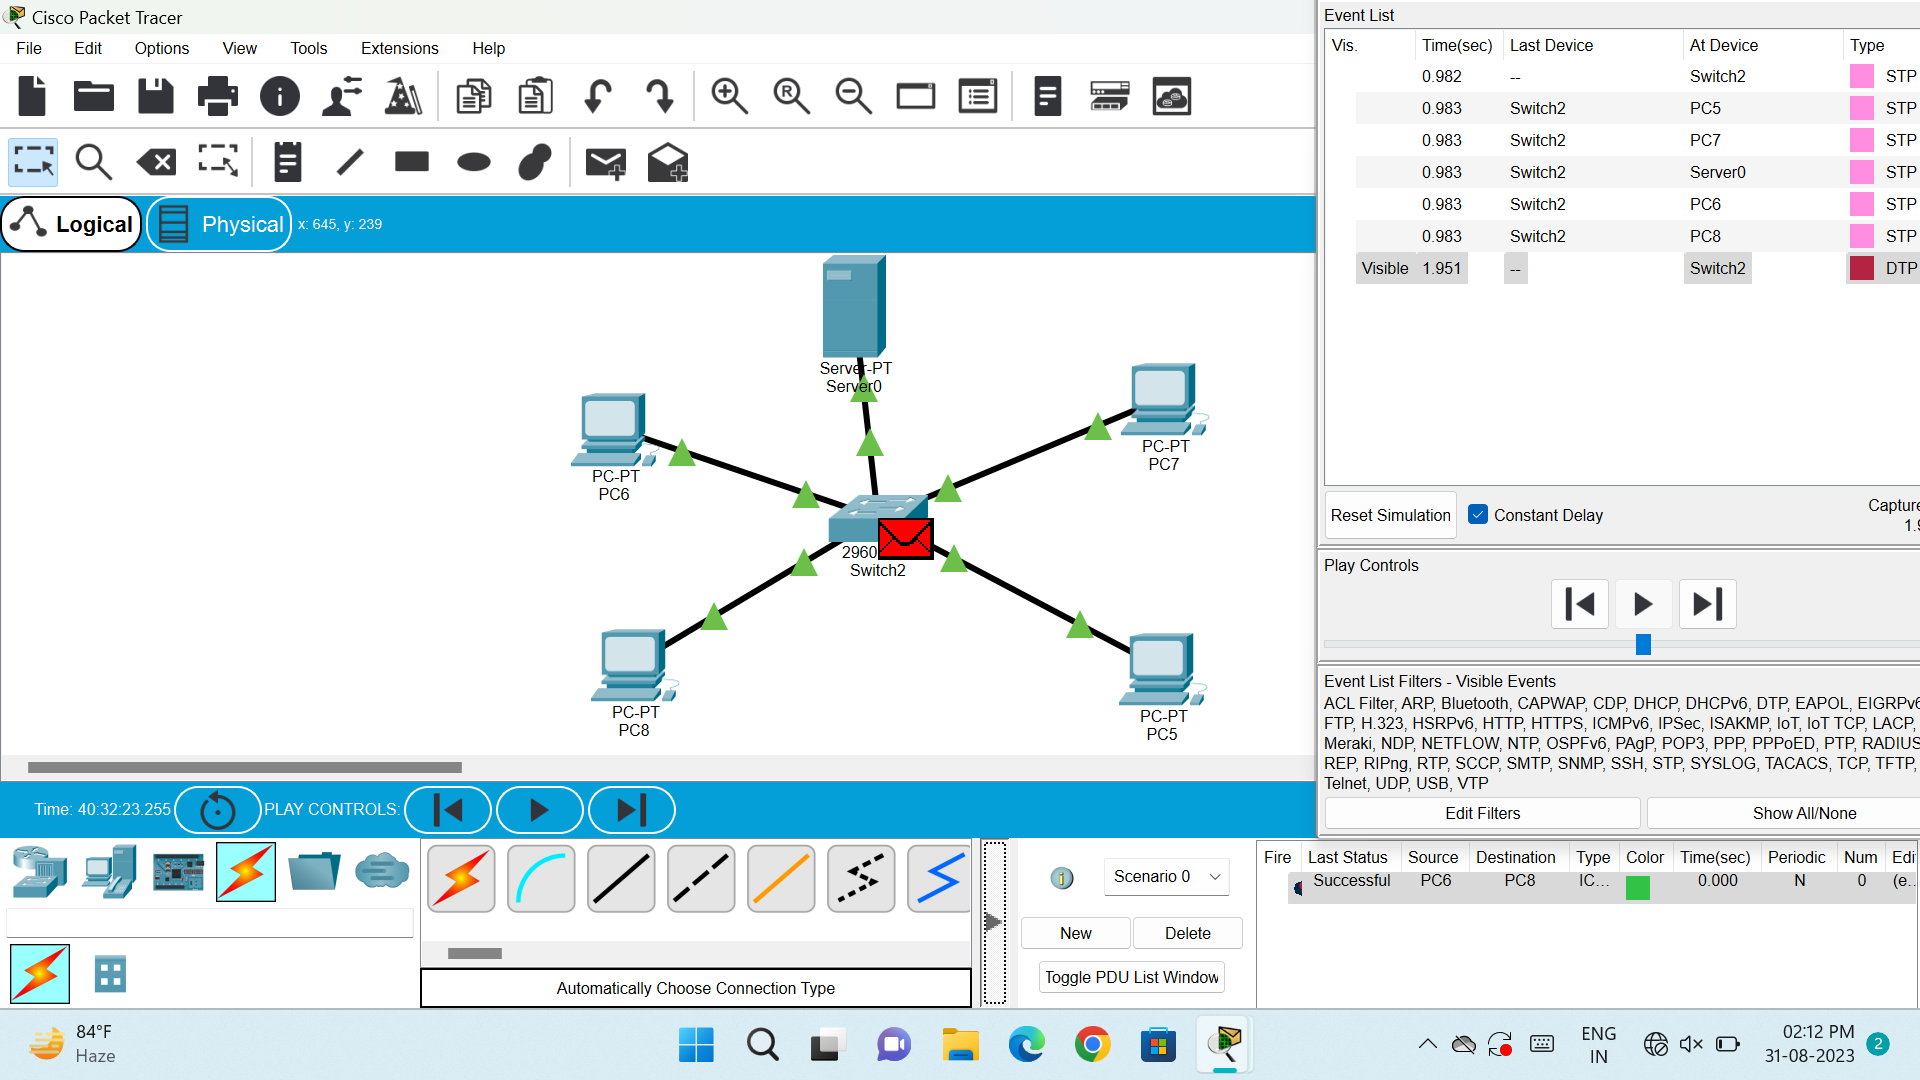 Cisco Packet Tracer
File Edit Options View Tools Extensions Help
Logical Physical x: 645, y: 239
Server-PT
Server0
PC-PT
PC6
PC-PT
PC7
2960
Switch2
PC-PT
PC8
PC-PT
PC5
Event List
Vis. Time(sec) Last Device At Device Type
0.982 -- Switch2 STP
0.983 Switch2 PC5 STP
0.983 Switch2 PC7 STP
0.983 Switch2 Server0 STP
0.983 Switch2 PC6 STP
0.983 Switch2 PC8 STP
Visible 1.951 -- Switch2 DTP
Reset Simulation Constant Delay Capture
1.9
Play Controls
Event List Filters - Visible Events
ACL Filter, ARP, Bluetooth, CAPWAP, CDP, DHCP, DHCPv6, DTP, EAPOL, EIGRPv6
FTP, H.323, HSRPv6, HTTP, HTTPS, ICMPv6, IPSec, ISAKMP, IoT, IoT TCP, LACP,
Meraki, NDP, NETFLOW, NTP, OSPFv6, PAgP, POP3, PPP, PPPoED, PTP, RADIUS
REP, RIPng, RTP, SCCP, SMTP, SNMP, SSH, STP, SYSLOG, TACACS, TCP, TFTP,
Telnet, UDP, USB, VTP
Edit Filters Show All/None
Time: 40:32:23.255 PLAY CONTROLS:
Automatically Choose Connection Type
Scenario 0
New Delete
Toggle PDU List Window
Fire Last Status Source Destination Type Color Time(sec) Periodic Num Edi
Successful PC6 PC8 IC... 0.000 N 0 (e...
84°F
Haze
ENG
IN
02:12 PM
31-08-2023
2